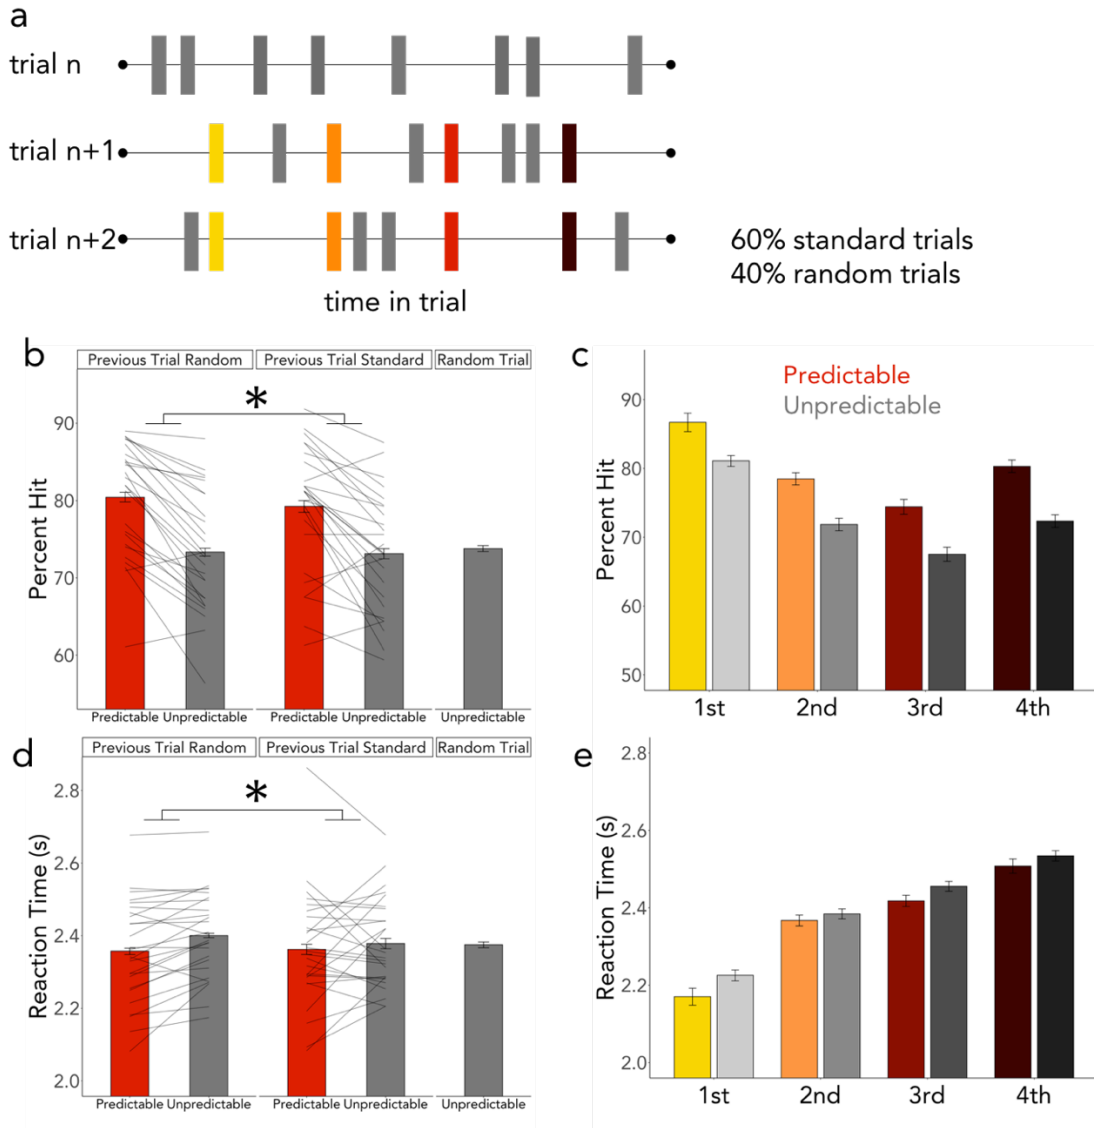 a
trial n
trial n+1
trial n+2
60% standard trials
40% random trials
time in trial
b
Previous Trial Random
Previous Trial Standard
Random Trial
*
Percent Hit
90
80
70
60
Predictable
Unpredictable
Predictable
Unpredictable
Unpredictable
c
Predictable
Unpredictable
Percent Hit
90
80
70
60
50
1st
2nd
3rd
4th
d
Previous Trial Random
Previous Trial Standard
Random Trial
*
Reaction Time (s)
2.8
2.6
2.4
2.2
2.0
Predictable
Unpredictable
Predictable
Unpredictable
Unpredictable
e
Reaction Time (s)
2.8
2.6
2.4
2.2
2.0
1st
2nd
3rd
4th